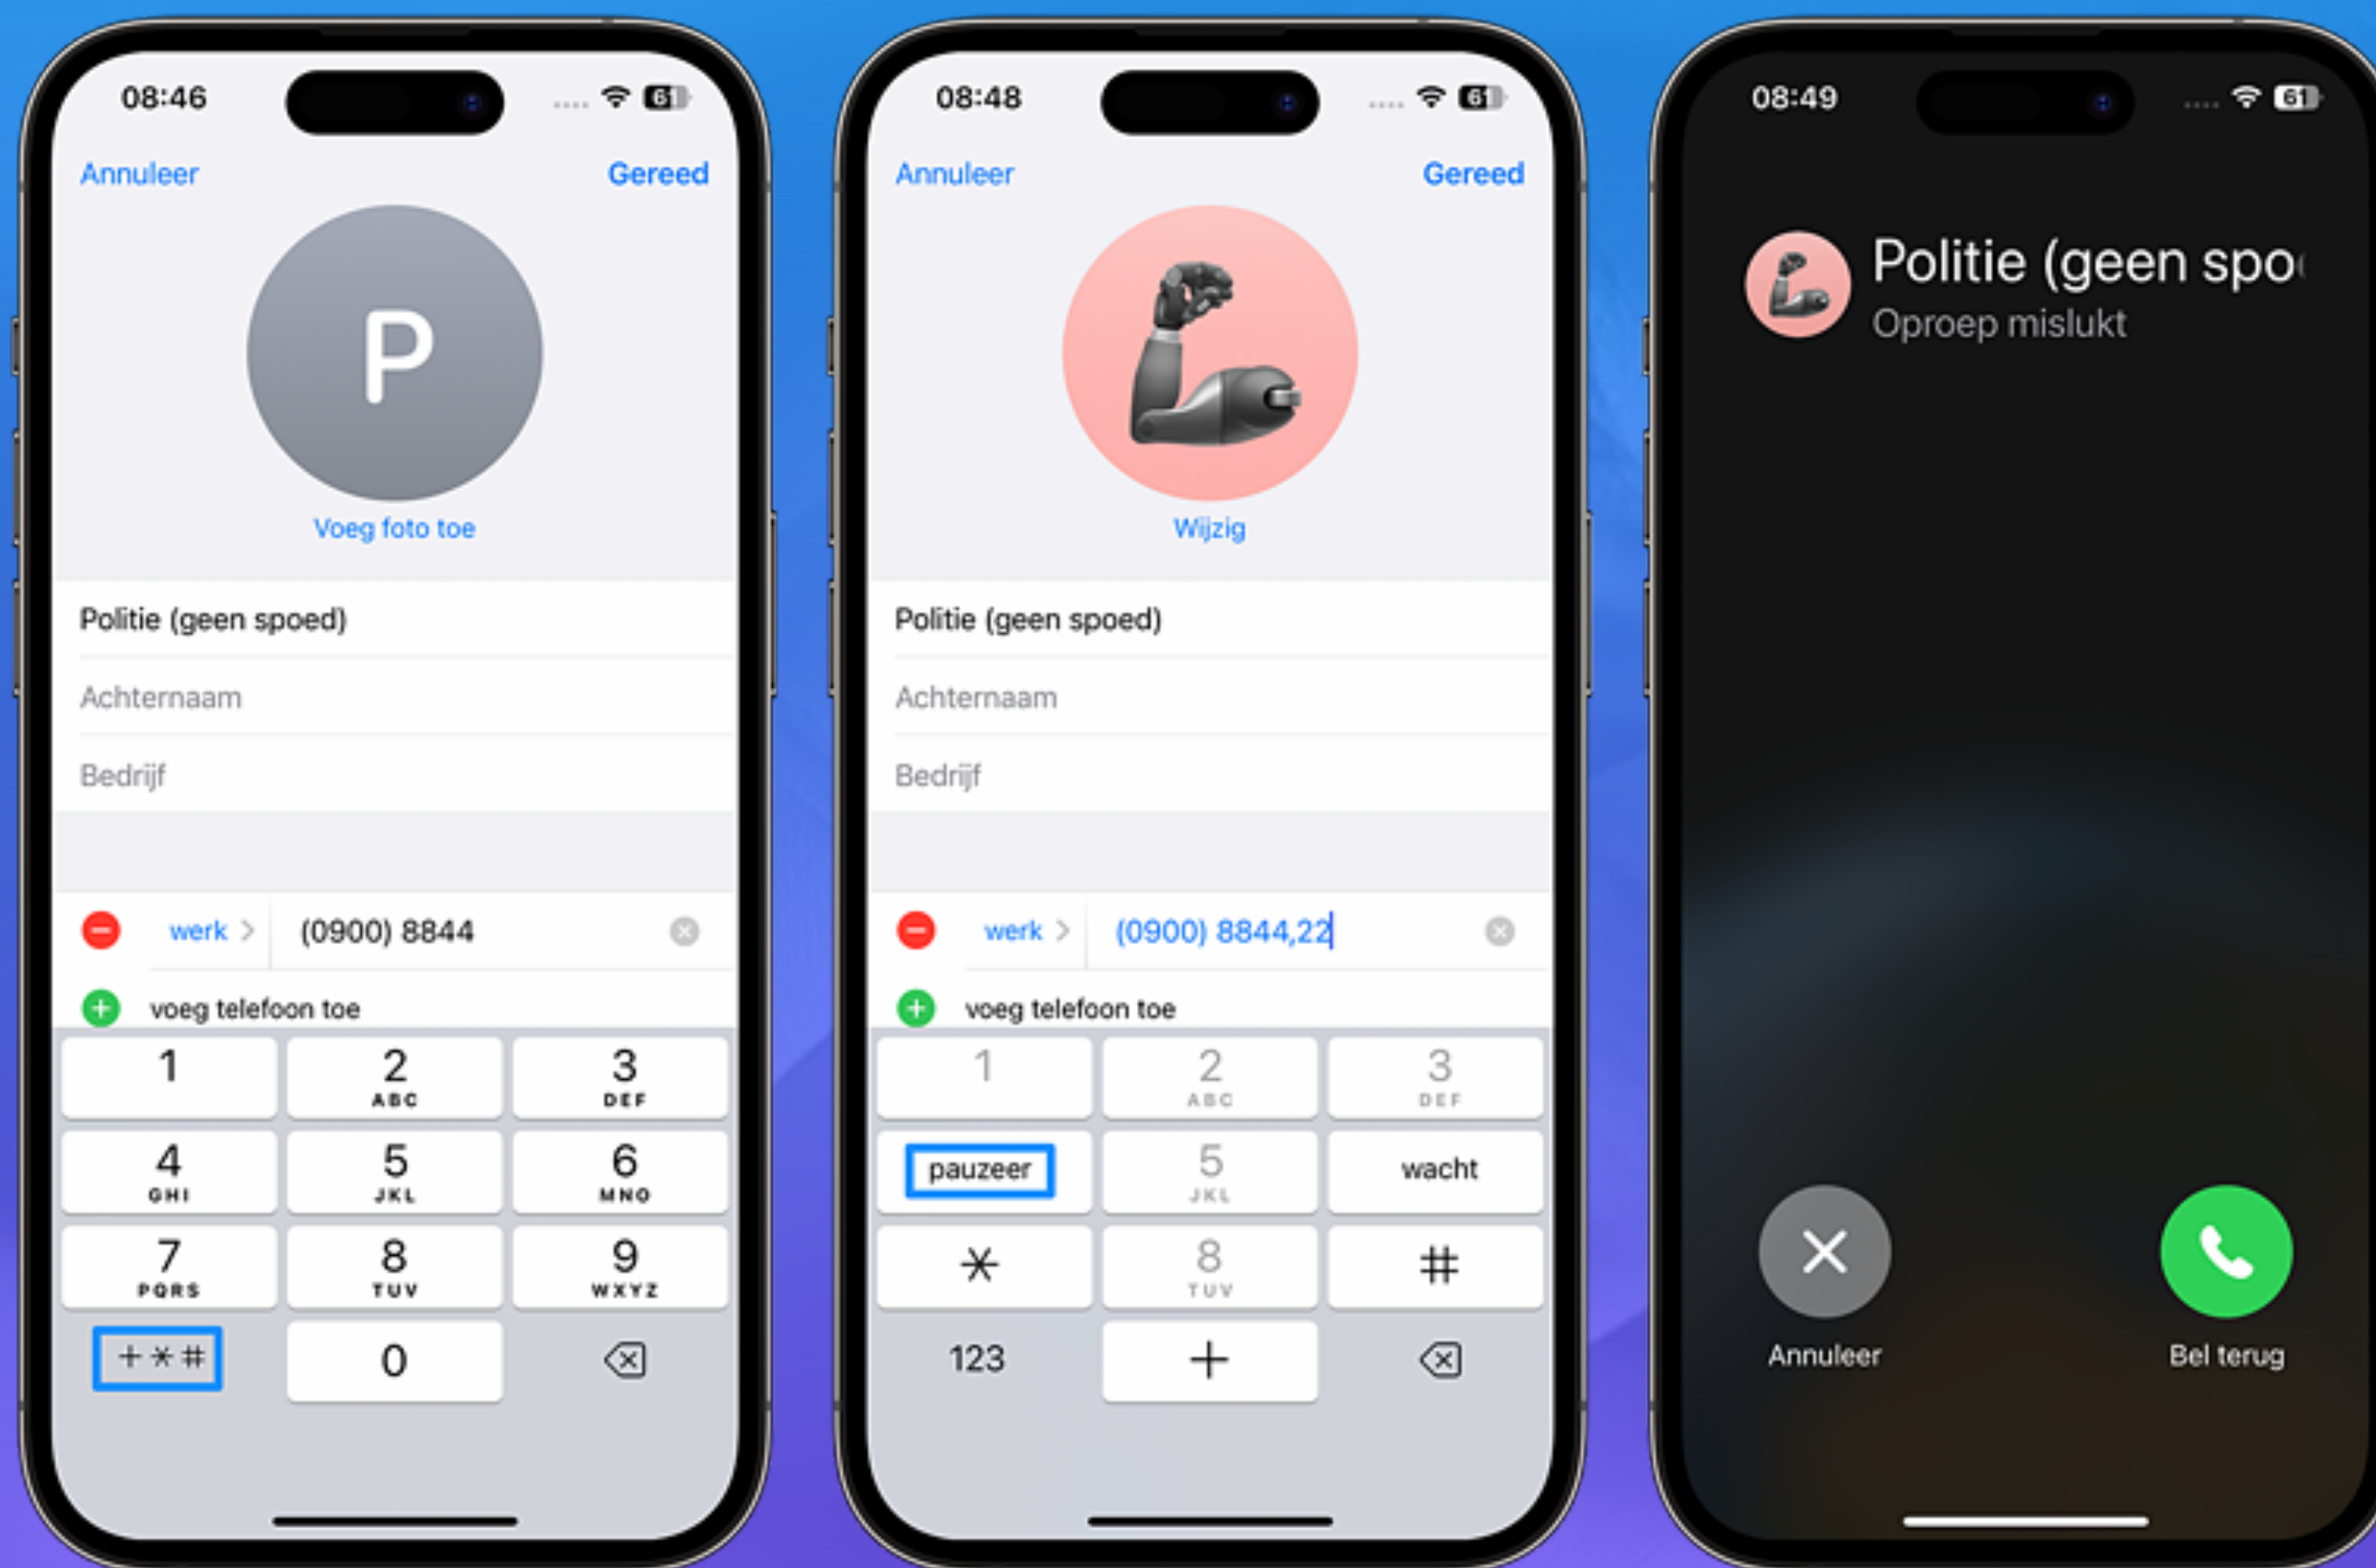 08:46
61
Annuleer
Gereed
P
Voeg foto toe
Politie (geen spoed)
Achternaam
Bedrijf
werk
(0900) 8844
voeg telefoon toe
1
2
3
ABC
DEF
4
5
6
GHI
JKL
MNO
7
8
9
PQRS
TUV
WXYZ
+*#
0
08:48
61
Annuleer
Gereed
Wijzig
Politie (geen spoed)
Achternaam
Bedrijf
werk
(0900) 8844,22
voeg telefoon toe
1
2
3
ABC
DEF
pauzeer
5
wacht
JKL
*
8
#
TUV
123
+
08:49
61
Politie (geen spo
Oproep mislukt
Annuleer
Bel terug